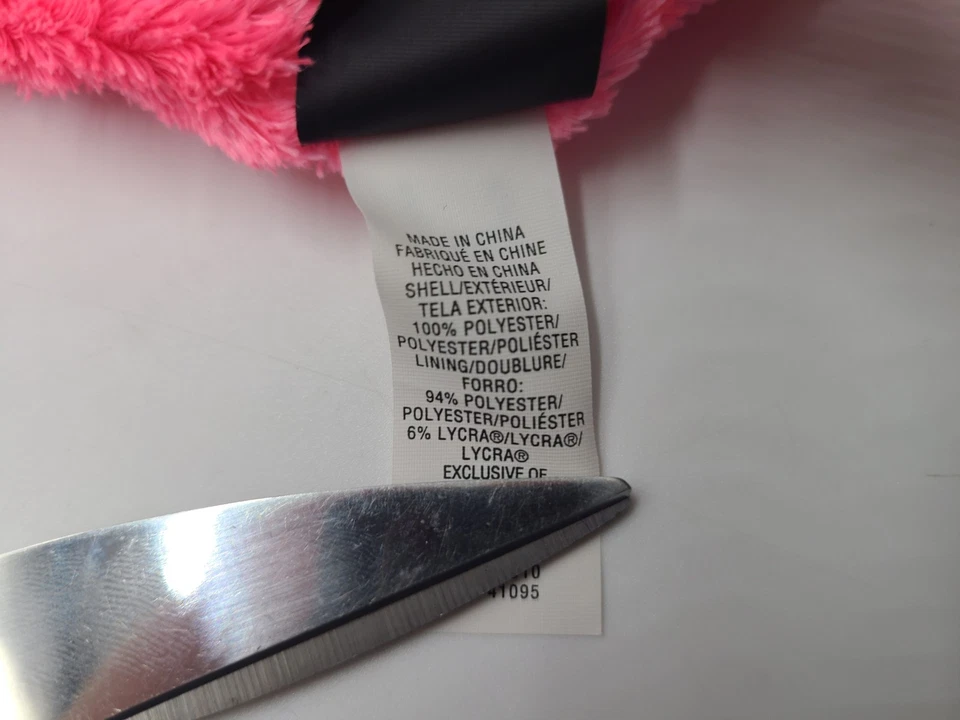 MADE IN CHINA
FABRIQUÉ EN CHINE
HECHO EN CHINA
SHELL/EXTÉRIEUR/
TELA EXTERIOR:
100% POLYESTER/
POLYESTER/POLIÉSTER
LINING/DOUBLURE/
FORRO:
94% POLYESTER/
POLYESTER/POLIÉSTER
6% LYCRA®/LYCRA®/
LYCRA®
EXCLUSIVE OF
10
41095